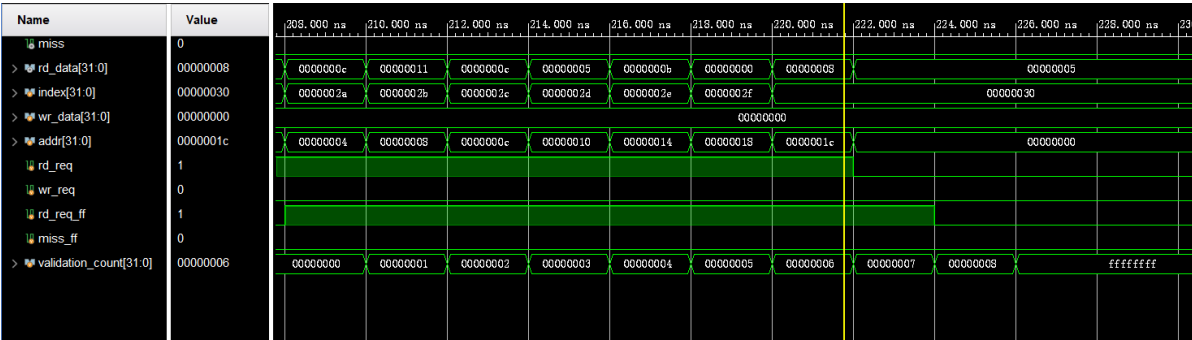 Name Value 208.000 ns 210.000 ns 212.000 ns 214.000 ns 216.000 ns 218.000 ns 220.000 ns 222.000 ns 224.000 ns 226.000 ns 228.000 ns 23
miss 0
rd_data[31:0] 00000008 0000000c 00000011 0000000c 00000005 0000000b 00000000 00000008 00000005
index[31:0] 00000030 0000002a 0000002b 0000002c 0000002d 0000002e 0000002f 00000030
wr_data[31:0] 00000000 00000000
addr[31:0] 0000001c 00000004 00000008 0000000c 00000010 00000014 00000018 0000001c 00000000
rd_req 1
wr_req 0
rd_req_ff 1
miss_ff 0
validation_count[31:0] 00000006 00000000 00000001 00000002 00000003 00000004 00000005 00000006 00000007 00000008 ffffffff